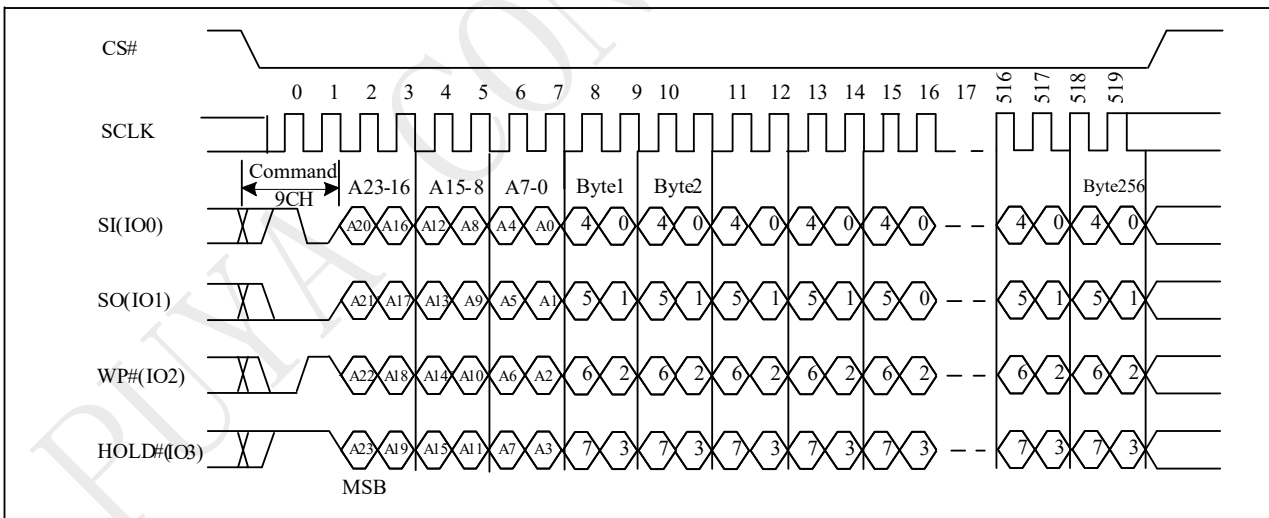 PUYA CON
CS#
0 1 2 3 4 5 6 7 8 9 10 11 12 13 14 15 16 17 516 517 518 519
SCLK
Command
9CH
A23-16 A15-8 A7-0 Byte1 Byte2 Byte256
SI(IO0) A20 A16 A12 A8 A4 A0 4 0 4 0 4 0 4 0 4 0 4 0 4 0
SO(IO1) A21 A17 A13 A9 A5 A1 5 1 5 1 5 1 5 1 5 0 5 1 5 1
WP#(IO2) A22 A18 A14 A10 A6 A2 6 2 6 2 6 2 6 2 6 2 6 2 6 2
HOLD#(IO3) A23 A19 A15 A11 A7 A3 7 3 7 3 7 3 7 3 7 3 7 3 7 3
MSB